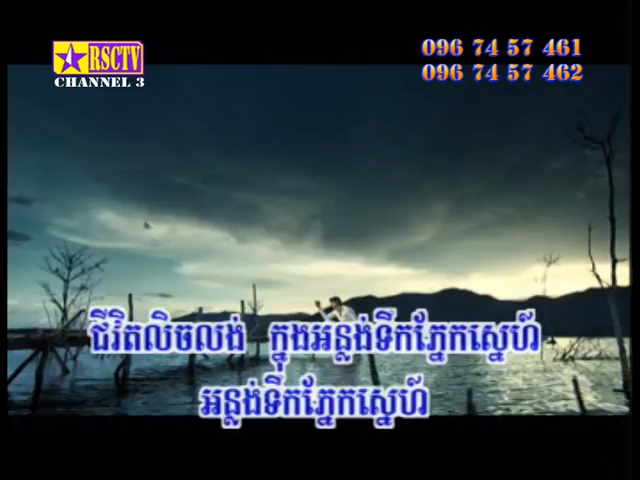 RSCTV
CHANNEL 3
096 74 57 461
096 74 57 462
ជីវិតលិចលង់ ក្នុងអន្លង់ទឹកភ្នែកស្នេហ៍
អន្លង់ទឹកភ្នែកស្នេហ៍